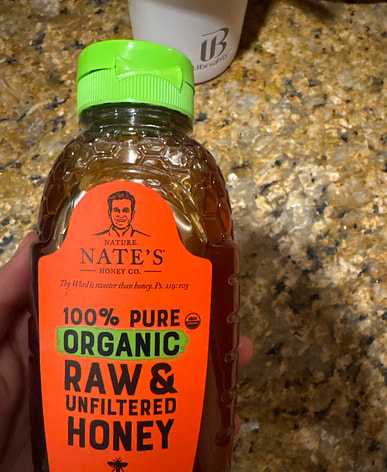 NATURE
NATE'S
HONEY CO.
Thy Word is sweeter than honey. Ps. 119:103
100% PURE
ORGANIC
RAW &
UNFILTERED
HONEY